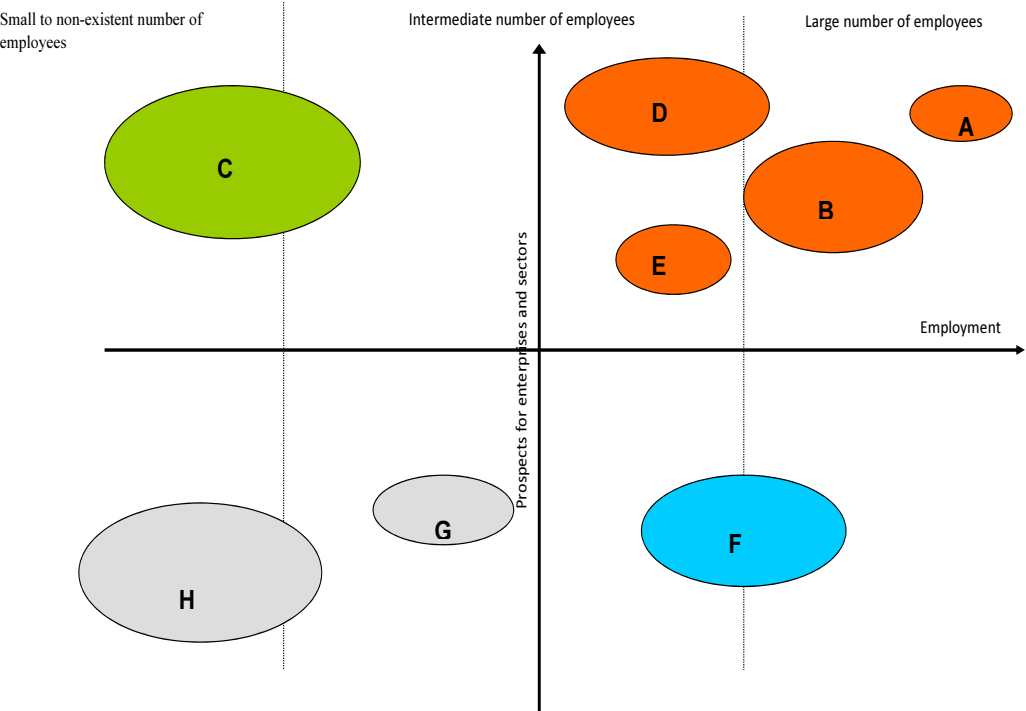 Small to non-existent number of
employees
Intermediate number of employees
Large number of employees
D
A
C
B
E
Prospects for enterprises and sectors
Employment
G
F
H